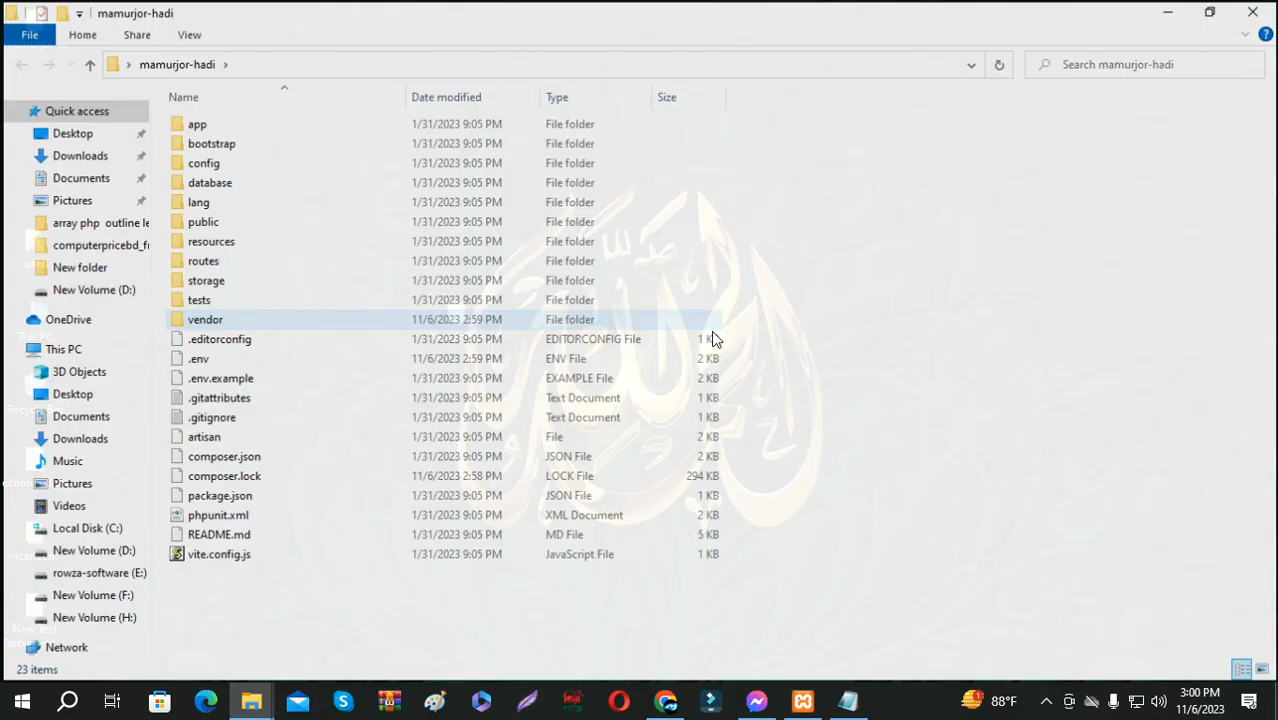 mamurjor-hadi
File Home Share View
mamurjor-hadi
Search mamurjor-hadi
Name Date modified Type Size
Quick access
Desktop
Downloads
Documents
Pictures
array php outline le
computerpricebd_fr
New folder
New Volume (D:)
OneDrive
This PC
3D Objects
Desktop
Documents
Downloads
Music
Pictures
Videos
Local Disk (C:)
New Volume (D:)
rowza-software (E:)
New Volume (F:)
New Volume (H:)
Network
app 1/31/2023 9:05 PM File folder
bootstrap 1/31/2023 9:05 PM File folder
config 1/31/2023 9:05 PM File folder
database 1/31/2023 9:05 PM File folder
lang 1/31/2023 9:05 PM File folder
public 1/31/2023 9:05 PM File folder
resources 1/31/2023 9:05 PM File folder
routes 1/31/2023 9:05 PM File folder
storage 1/31/2023 9:05 PM File folder
tests 1/31/2023 9:05 PM File folder
vendor 11/6/2023 2:59 PM File folder
.editorconfig 1/31/2023 9:05 PM EDITORCONFIG File 1 KB
.env 11/6/2023 2:59 PM ENV File 2 KB
.env.example 1/31/2023 9:05 PM EXAMPLE File 2 KB
.gitattributes 1/31/2023 9:05 PM Text Document 1 KB
.gitignore 1/31/2023 9:05 PM Text Document 1 KB
artisan 1/31/2023 9:05 PM File 2 KB
composer.json 1/31/2023 9:05 PM JSON File 2 KB
composer.lock 11/6/2023 2:58 PM LOCK File 294 KB
package.json 1/31/2023 9:05 PM JSON File 1 KB
phpunit.xml 1/31/2023 9:05 PM XML Document 2 KB
README.md 1/31/2023 9:05 PM MD File 5 KB
vite.config.js 1/31/2023 9:05 PM JavaScript File 1 KB
23 items
88°F
3:00 PM
11/6/2023